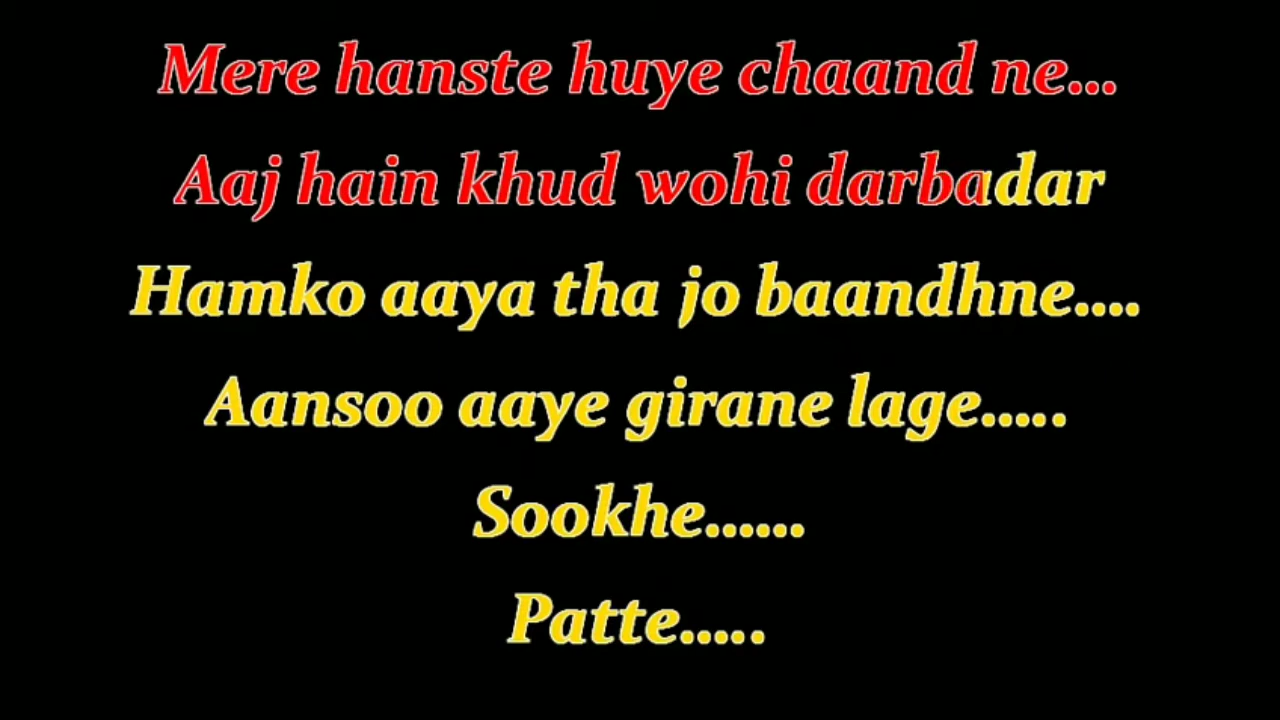 Mere hanste huye chaand ne...
Aaj hain khud wohi darbadar
Hamko aaya tha jo baandhne....
Aansoo aaye girane lage.....
Sookhe......
Patte.....